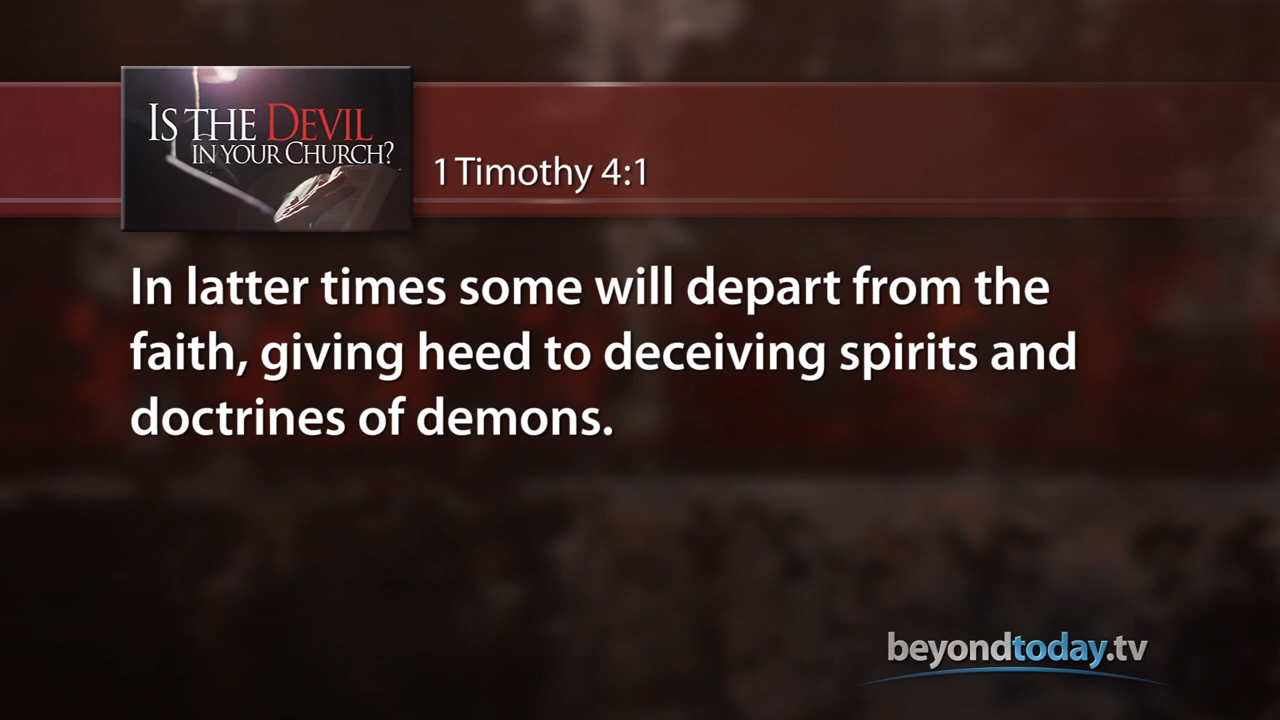 IS THE DEVIL
IN YOUR CHURCH?
1 Timothy 4:1
In latter times some will depart from the
faith, giving heed to deceiving spirits and
doctrines of demons.
beyondtoday.tv